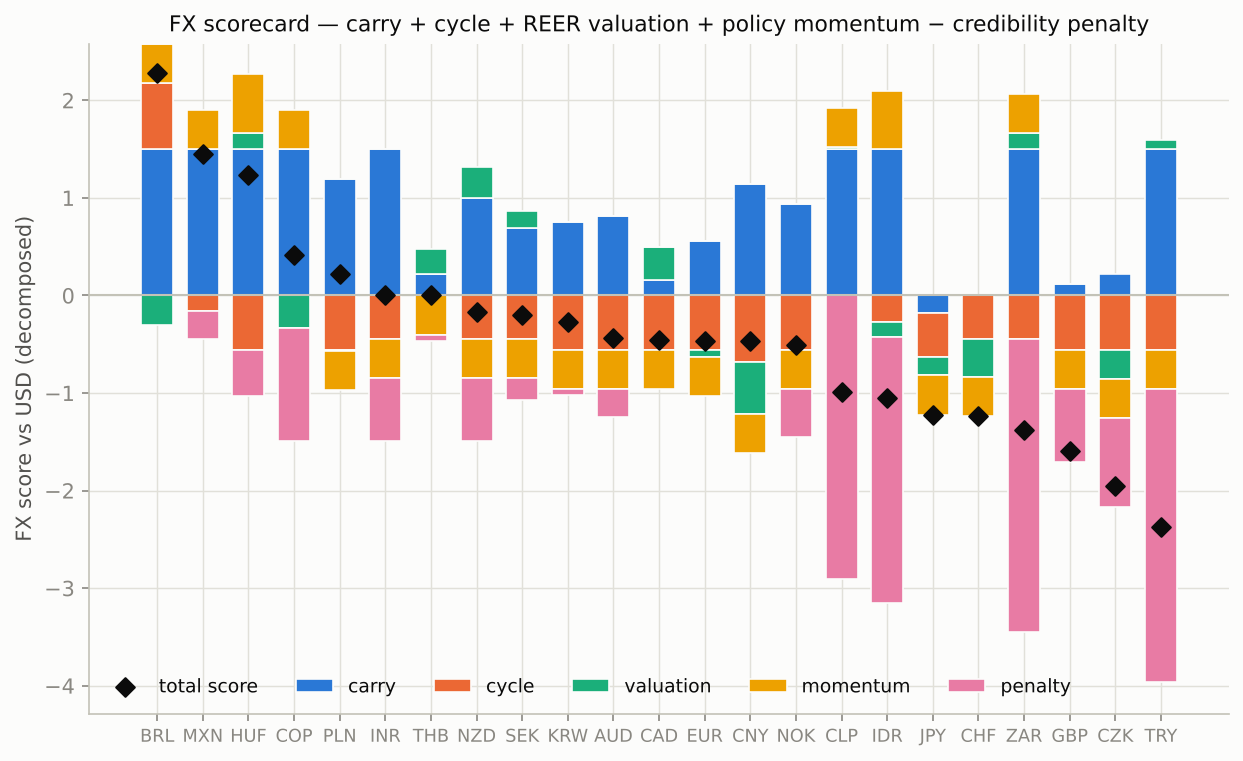 FX scorecard — carry + cycle + REER valuation + policy momentum − credibility penalty
FX score vs USD (decomposed)
2
1
0
−1
−2
−3
−4
total score carry cycle valuation momentum penalty
BRL MXN HUF COP PLN INR THB NZD SEK KRW AUD CAD EUR CNY NOK CLP IDR JPY CHF ZAR GBP CZK TRY